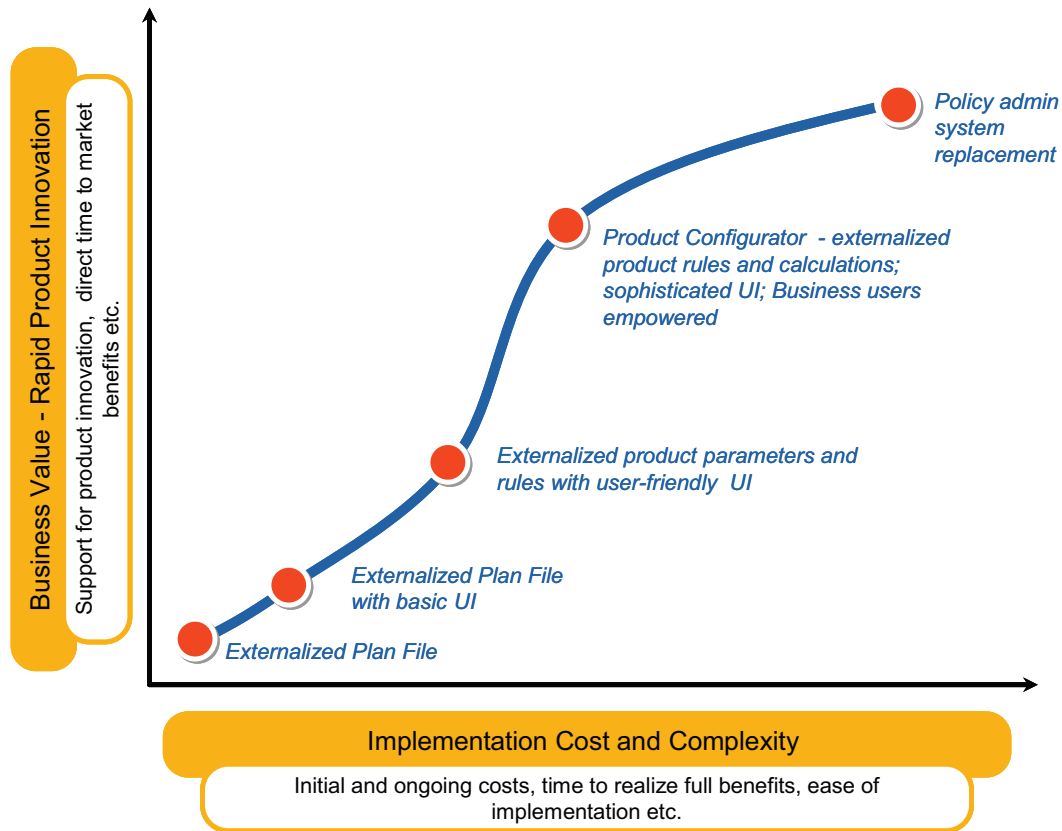 Business Value - Rapid Product Innovation
Support for product innovation, direct time to market
benefits etc.
Policy admin
system
replacement
Product Configurator - externalized
product rules and calculations;
sophisticated UI; Business users
empowered
Externalized product parameters and
rules with user-friendly UI
Externalized Plan File
with basic UI
Externalized Plan File
Implementation Cost and Complexity
Initial and ongoing costs, time to realize full benefits, ease of
implementation etc.